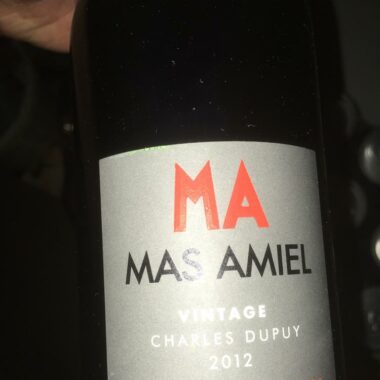 MA
MAS AMIEL
VINTAGE
CHARLES DUPUY
2012